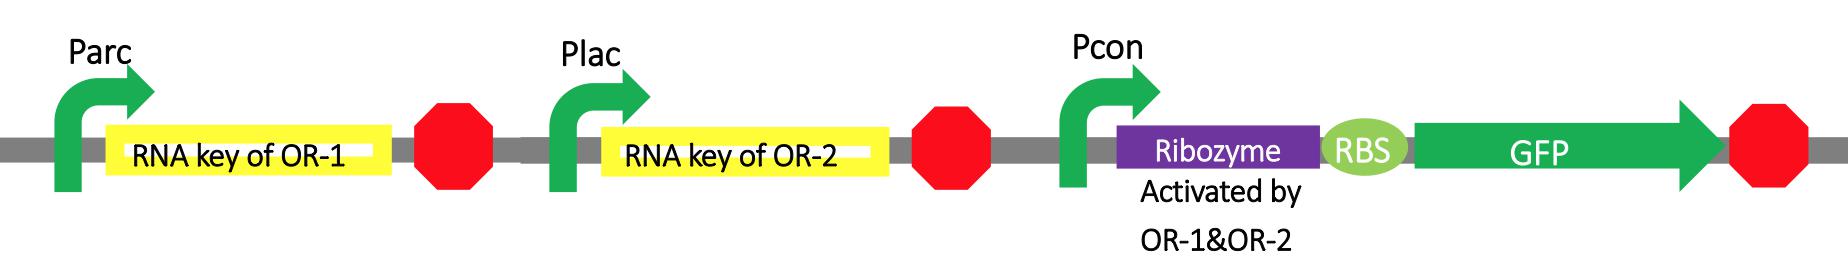 Parc
Plac
Pcon
RNA key of OR-1
RNA key of OR-2
Ribozyme
RBS
GFP
Activated by
OR-1&OR-2